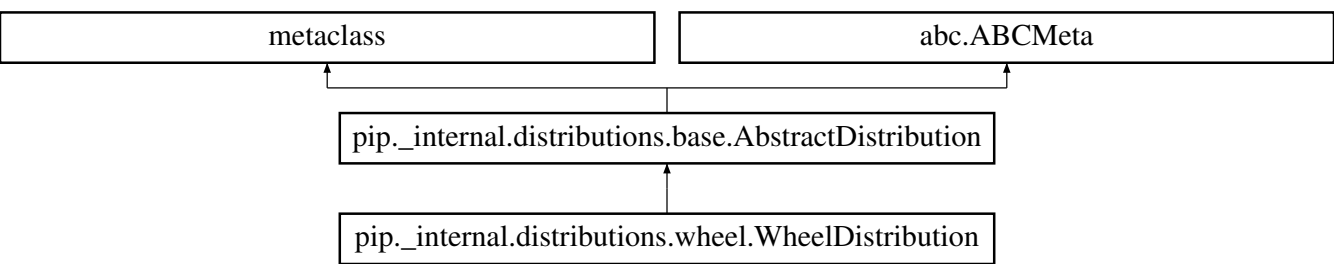 metaclass
abc.ABCMeta
pip._internal.distributions.base.AbstractDistribution
pip._internal.distributions.wheel.WheelDistribution